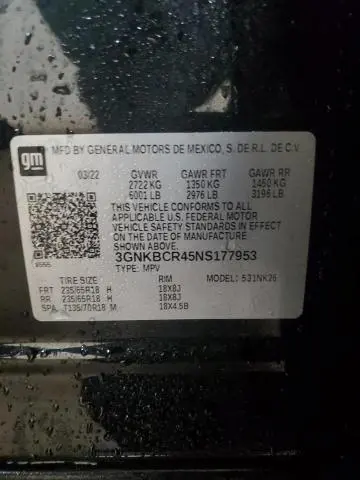 gm
MFD BY GENERAL MOTORS DE MEXICO, S. DE R.L. DE C.V.
03/22 GVWR GAWR FRT GAWR RR
2722 KG 1350 KG 1450 KG
6001 LB 2976 LB 3196 LB
THIS VEHICLE CONFORMS TO ALL
APPLICABLE U.S. FEDERAL MOTOR
VEHICLE SAFETY STANDARDS IN EFFECT
ON THE DATE OF
MANUFACTURE SHOWN ABOVE.
3GNKBCR45NS177953
TYPE: MPV
TIRE SIZE RIM MODEL: 531NK26
FRT 235/65R18 H 18X8J
RR 235/65R18 H 18X8J
SPA T135/70R18 M 18X4.5B